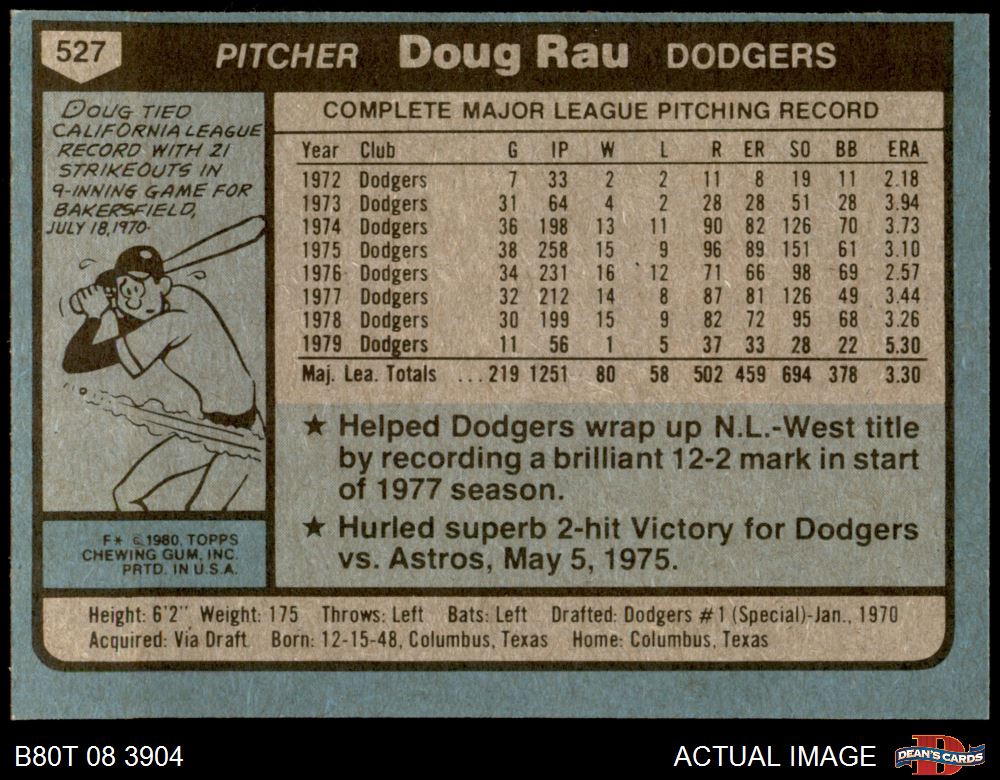 527
PITCHER Doug Rau DODGERS
DOUG TIED
CALIFORNIA LEAGUE
RECORD WITH 21
STRIKEOUTS IN
9-INNING GAME FOR
BAKERSFIELD,
JULY 18, 1970.
COMPLETE MAJOR LEAGUE PITCHING RECORD
Year Club G IP W L R ER SO BB ERA
1972 Dodgers 7 33 2 2 11 8 19 11 2.18
1973 Dodgers 31 64 4 2 28 28 51 28 3.94
1974 Dodgers 36 198 13 11 90 82 126 70 3.73
1975 Dodgers 38 258 15 9 96 89 151 61 3.10
1976 Dodgers 34 231 16 12 71 66 98 69 2.57
1977 Dodgers 32 212 14 8 87 81 126 49 3.44
1978 Dodgers 30 199 15 9 82 72 95 68 3.26
1979 Dodgers 11 56 1 5 37 33 28 22 5.30
Maj. Lea. Totals ... 219 1251 80 58 502 459 694 378 3.30
★ Helped Dodgers wrap up N.L.-West title
by recording a brilliant 12-2 mark in start
of 1977 season.
★ Hurled superb 2-hit Victory for Dodgers
vs. Astros, May 5, 1975.
F* © 1980, TOPPS
CHEWING GUM, INC.
PRTD. IN U.S.A.
Height: 6'2" Weight: 175 Throws: Left Bats: Left Drafted: Dodgers #1 (Special)-Jan., 1970
Acquired: Via Draft Born: 12-15-48, Columbus, Texas Home: Columbus, Texas
B80T 08 3904
ACTUAL IMAGE
D
DEAN'S CARDS